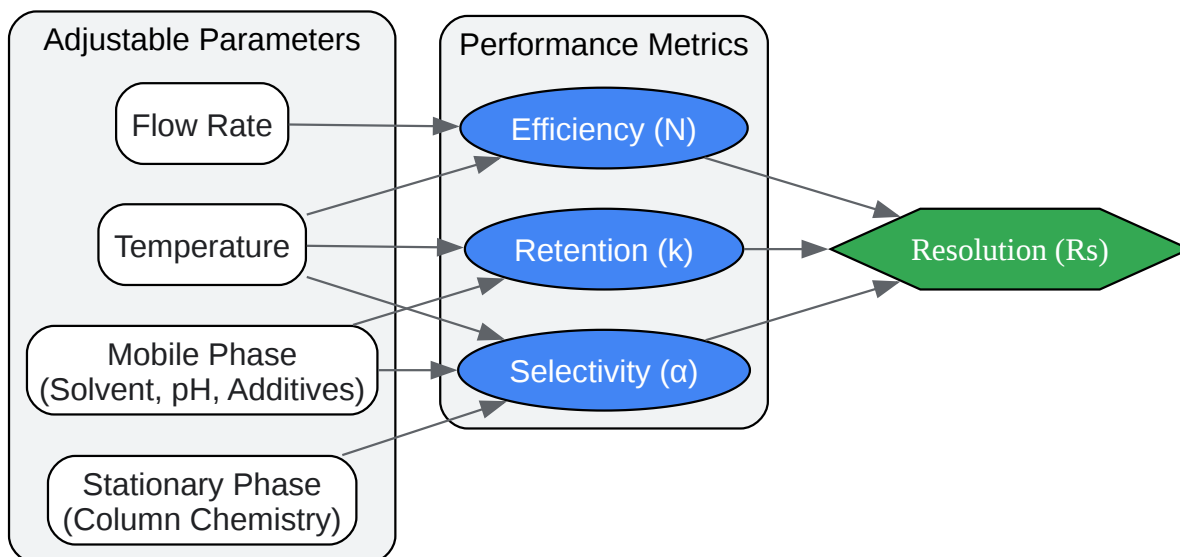 Adjustable Parameters
Flow Rate
Temperature
Mobile Phase
(Solvent, pH, Additives)
Stationary Phase
(Column Chemistry)
Performance Metrics
Efficiency (N)
Retention (k)
Selectivity (α)
Resolution (Rs)